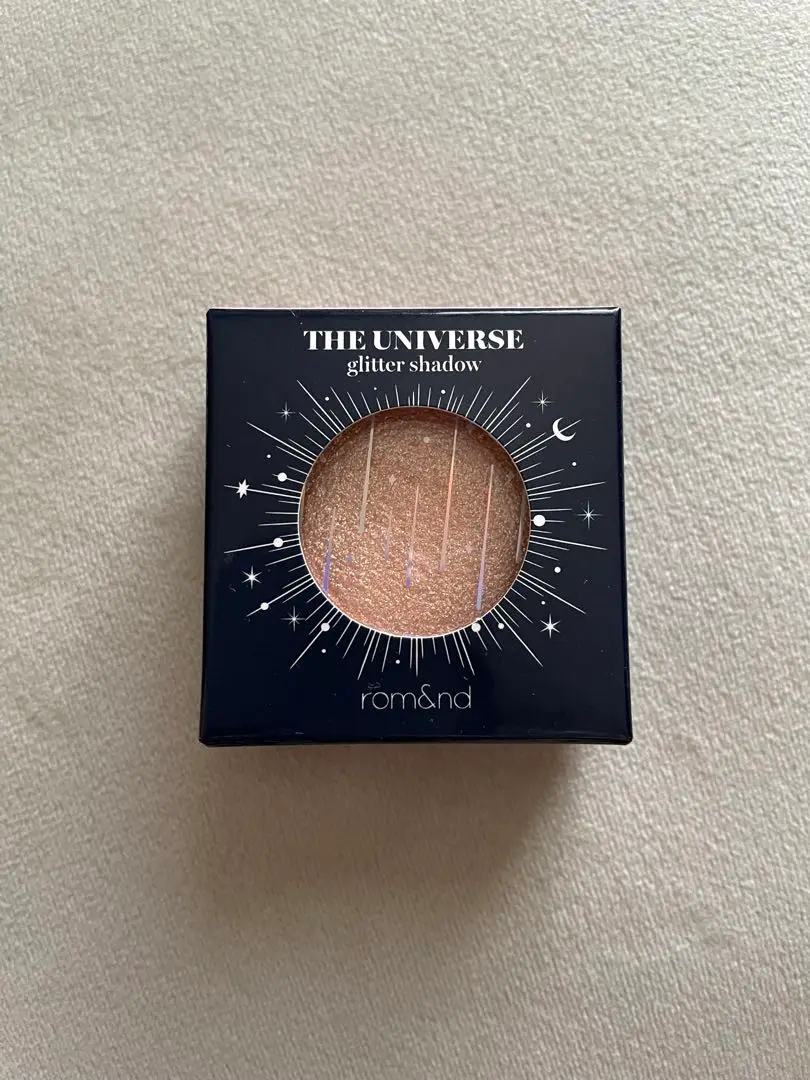 THE UNIVERSE
glitter shadow
rom&nd